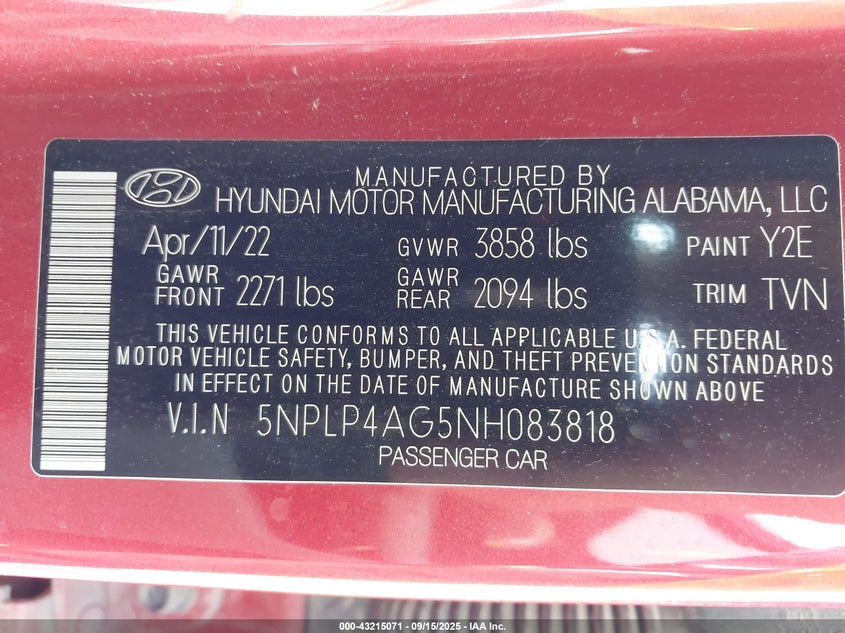 MANUFACTURED BY
HYUNDAI MOTOR MANUFACTURING ALABAMA, LLC
Apr/11/22 GVWR 3858 lbs PAINT Y2E
GAWR FRONT 2271 lbs GAWR REAR 2094 lbs TRIM TVN
THIS VEHICLE CONFORMS TO ALL APPLICABLE U.S.A. FEDERAL
MOTOR VEHICLE SAFETY, BUMPER, AND THEFT PREVENTION STANDARDS
IN EFFECT ON THE DATE OF MANUFACTURE SHOWN ABOVE
V.I.N 5NPLP4AG5NH083818
PASSENGER CAR
000-43215071 - 09/15/2025 - IAA Inc.